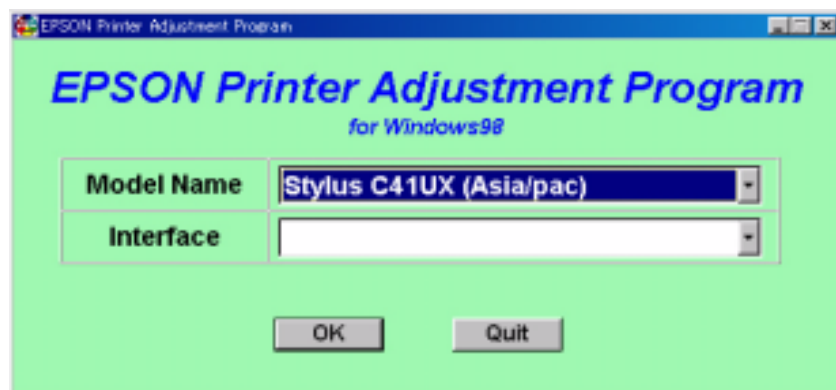 EPSON Printer Adjustment Program
EPSON Printer Adjustment Program
for Windows98
Model Name Stylus C41UX (Asia/pac)
Interface
OK Quit